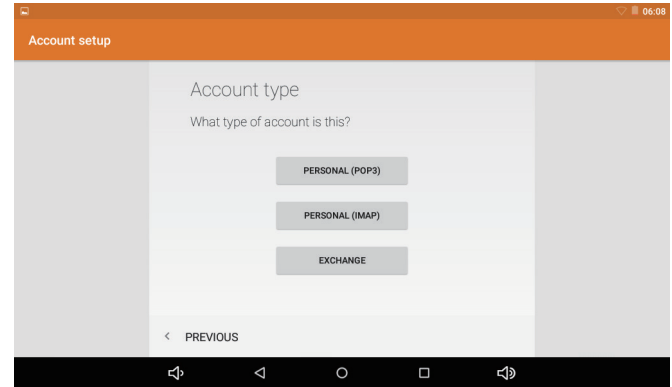 06:08
Account setup
Account type
What type of account is this?
PERSONAL (POP3)
PERSONAL (IMAP)
EXCHANGE
PREVIOUS